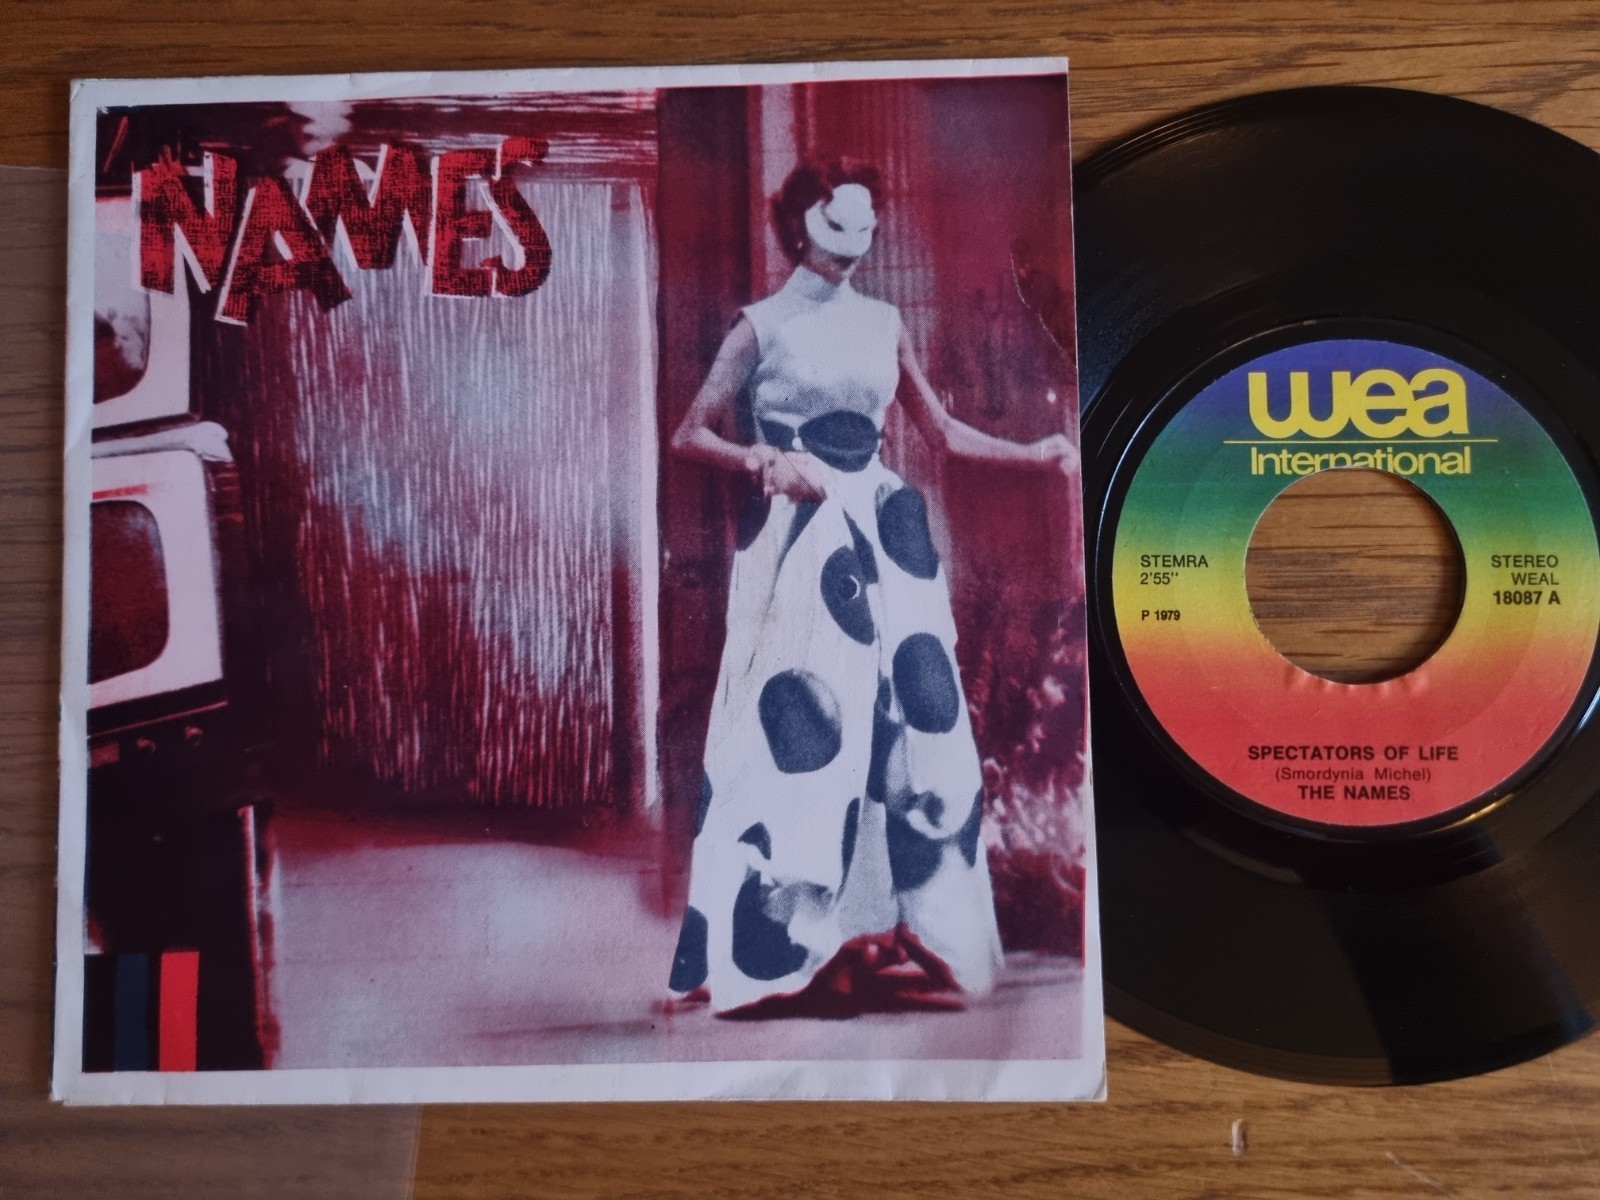 NAMES
wea
International
STEMRA
2'55''
P 1979
STEREO
WEAL
18087 A
SPECTATORS OF LIFE
(Smordynia Michel)
THE NAMES